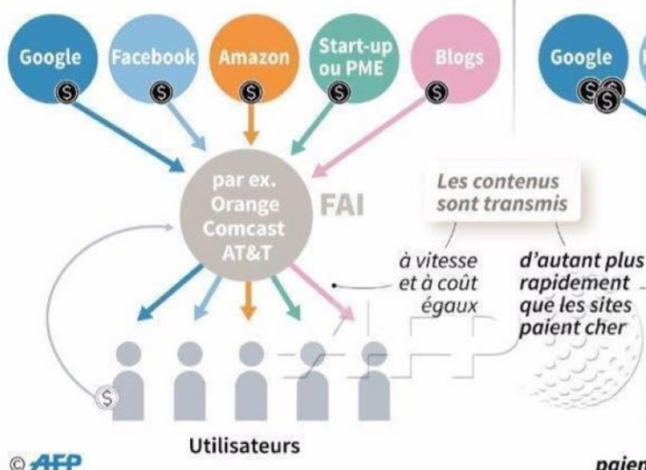 Google
Facebook
Amazon
Start-up
ou PME
Blogs
Google
$
$
$
$
$
$
$
par ex.
Orange
Comcast
AT&T
FAI
Les contenus
sont transmis
à vitesse
et à coût
égaux
d'autant plus
rapidement
que les sites
paient cher
$
Utilisateurs
© AFP
paien